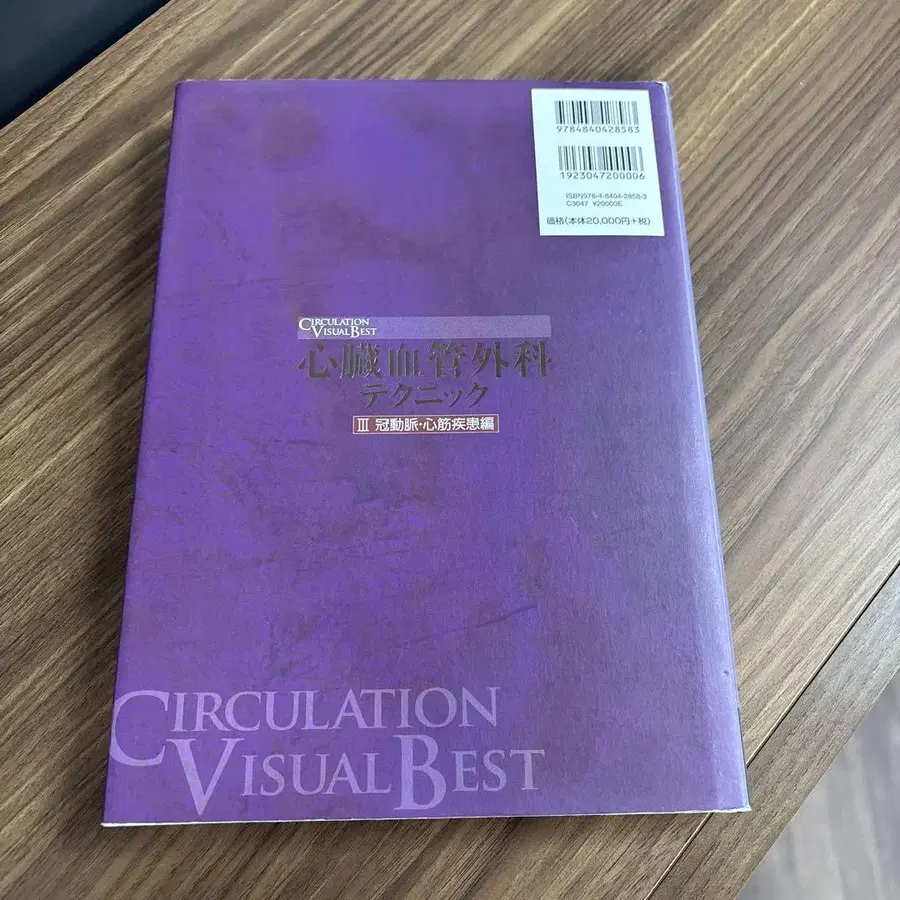 9784840428583
1923047200006
ISBN978-4-8404-2858-3
C3047 ¥20000E
価格(本体20,000円+税)
CIRCULATION
VISUAL BEST
心臓血管外科
テクニック
III 冠動脈・心筋疾患編
CIRCULATION
VISUAL BEST